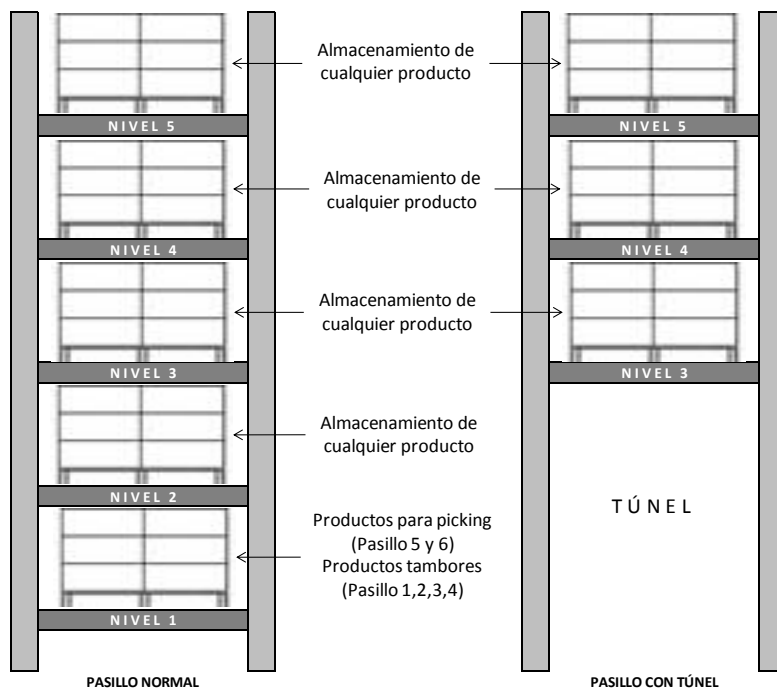 Almacenamiento de
cualquier producto
NIVEL 5
NIVEL 5
Almacenamiento de
cualquier producto
NIVEL 4
NIVEL 4
Almacenamiento de
cualquier producto
NIVEL 3
NIVEL 3
Almacenamiento de
cualquier producto
NIVEL 2
TÚNEL
Productos para picking
(Pasillo 5 y 6)
Productos tambores
(Pasillo 1,2,3,4)
NIVEL 1
PASILLO NORMAL
PASILLO CON TÚNEL